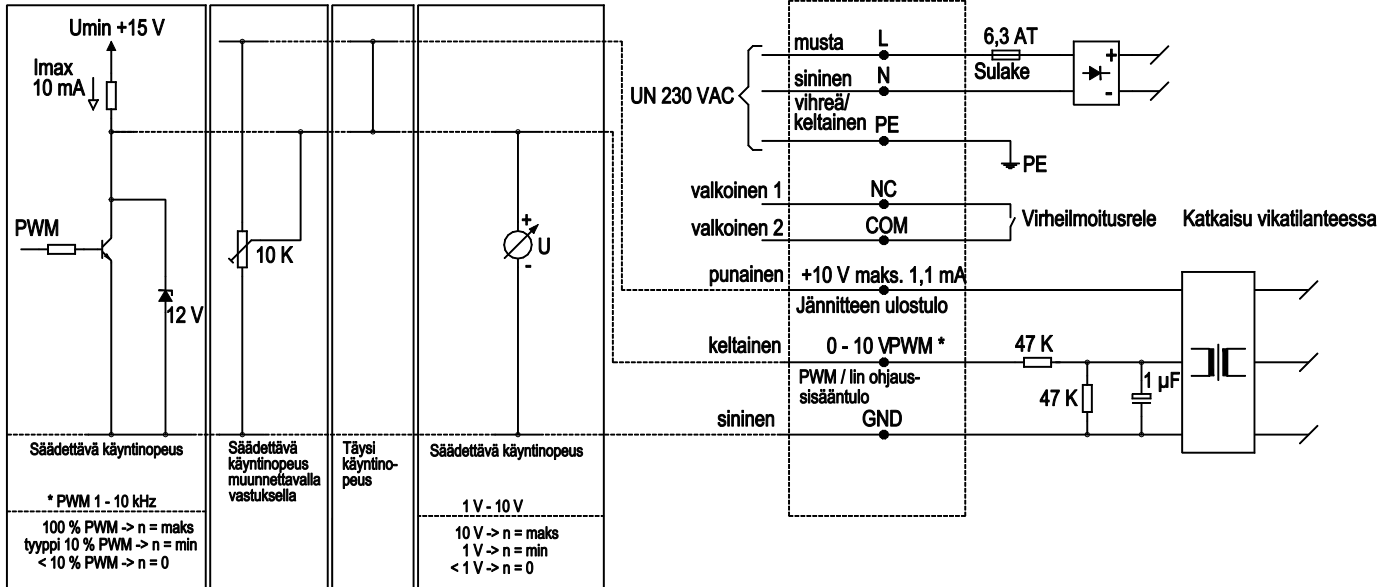 Umin +15 V
Imax
10 mA
PWM
12 V
Säädettävä käyntinopeus
* PWM 1 - 10 kHz
100 % PWM -> n = maks
tyyppi 10 % PWM -> n = min
< 10 % PWM -> n = 0
10 K
Säädettävä
käyntinopeus
muunnettavalla
vastuksella
Täysi
käyntino-
peus
+
U
-
Säädettävä käyntinopeus
1 V - 10 V
10 V -> n = maks
1 V -> n = min
< 1 V -> n = 0
UN 230 VAC
musta L
sininen N
vihreä/
keltainen PE
6,3 AT
Sulake
+
-
PE
valkoinen 1 NC
valkoinen 2 COM
Virheilmoitusrele Katkaisu vikatilanteessa
punainen +10 V maks. 1,1 mA
Jännitteen ulostulo
keltainen 0 - 10 VPWM *
PWM / lin ohjaus-
sisääntulo
47 K
47 K
1 µF
sininen GND